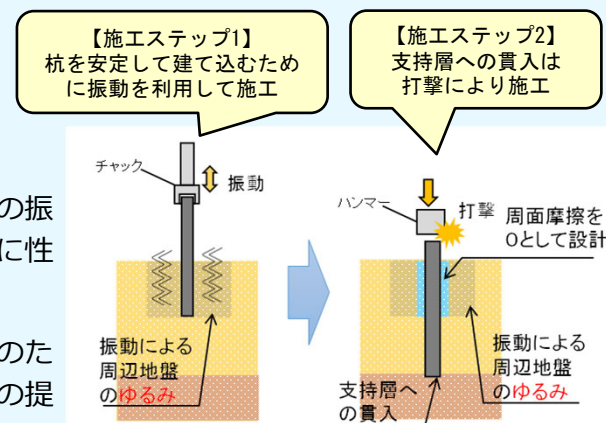 【施工ステップ1】
杭を安定して建て込むため
に振動を利用して施工
【施工ステップ2】
支持層への貫入は
打撃により施工
の振
に性
のた
の提
チャック
振動
振動による
周辺地盤
のゆるみ
ハンマー
打撃
周面摩擦を
0として設計
振動による
周辺地盤
のゆるみ
支持層へ
の貫入